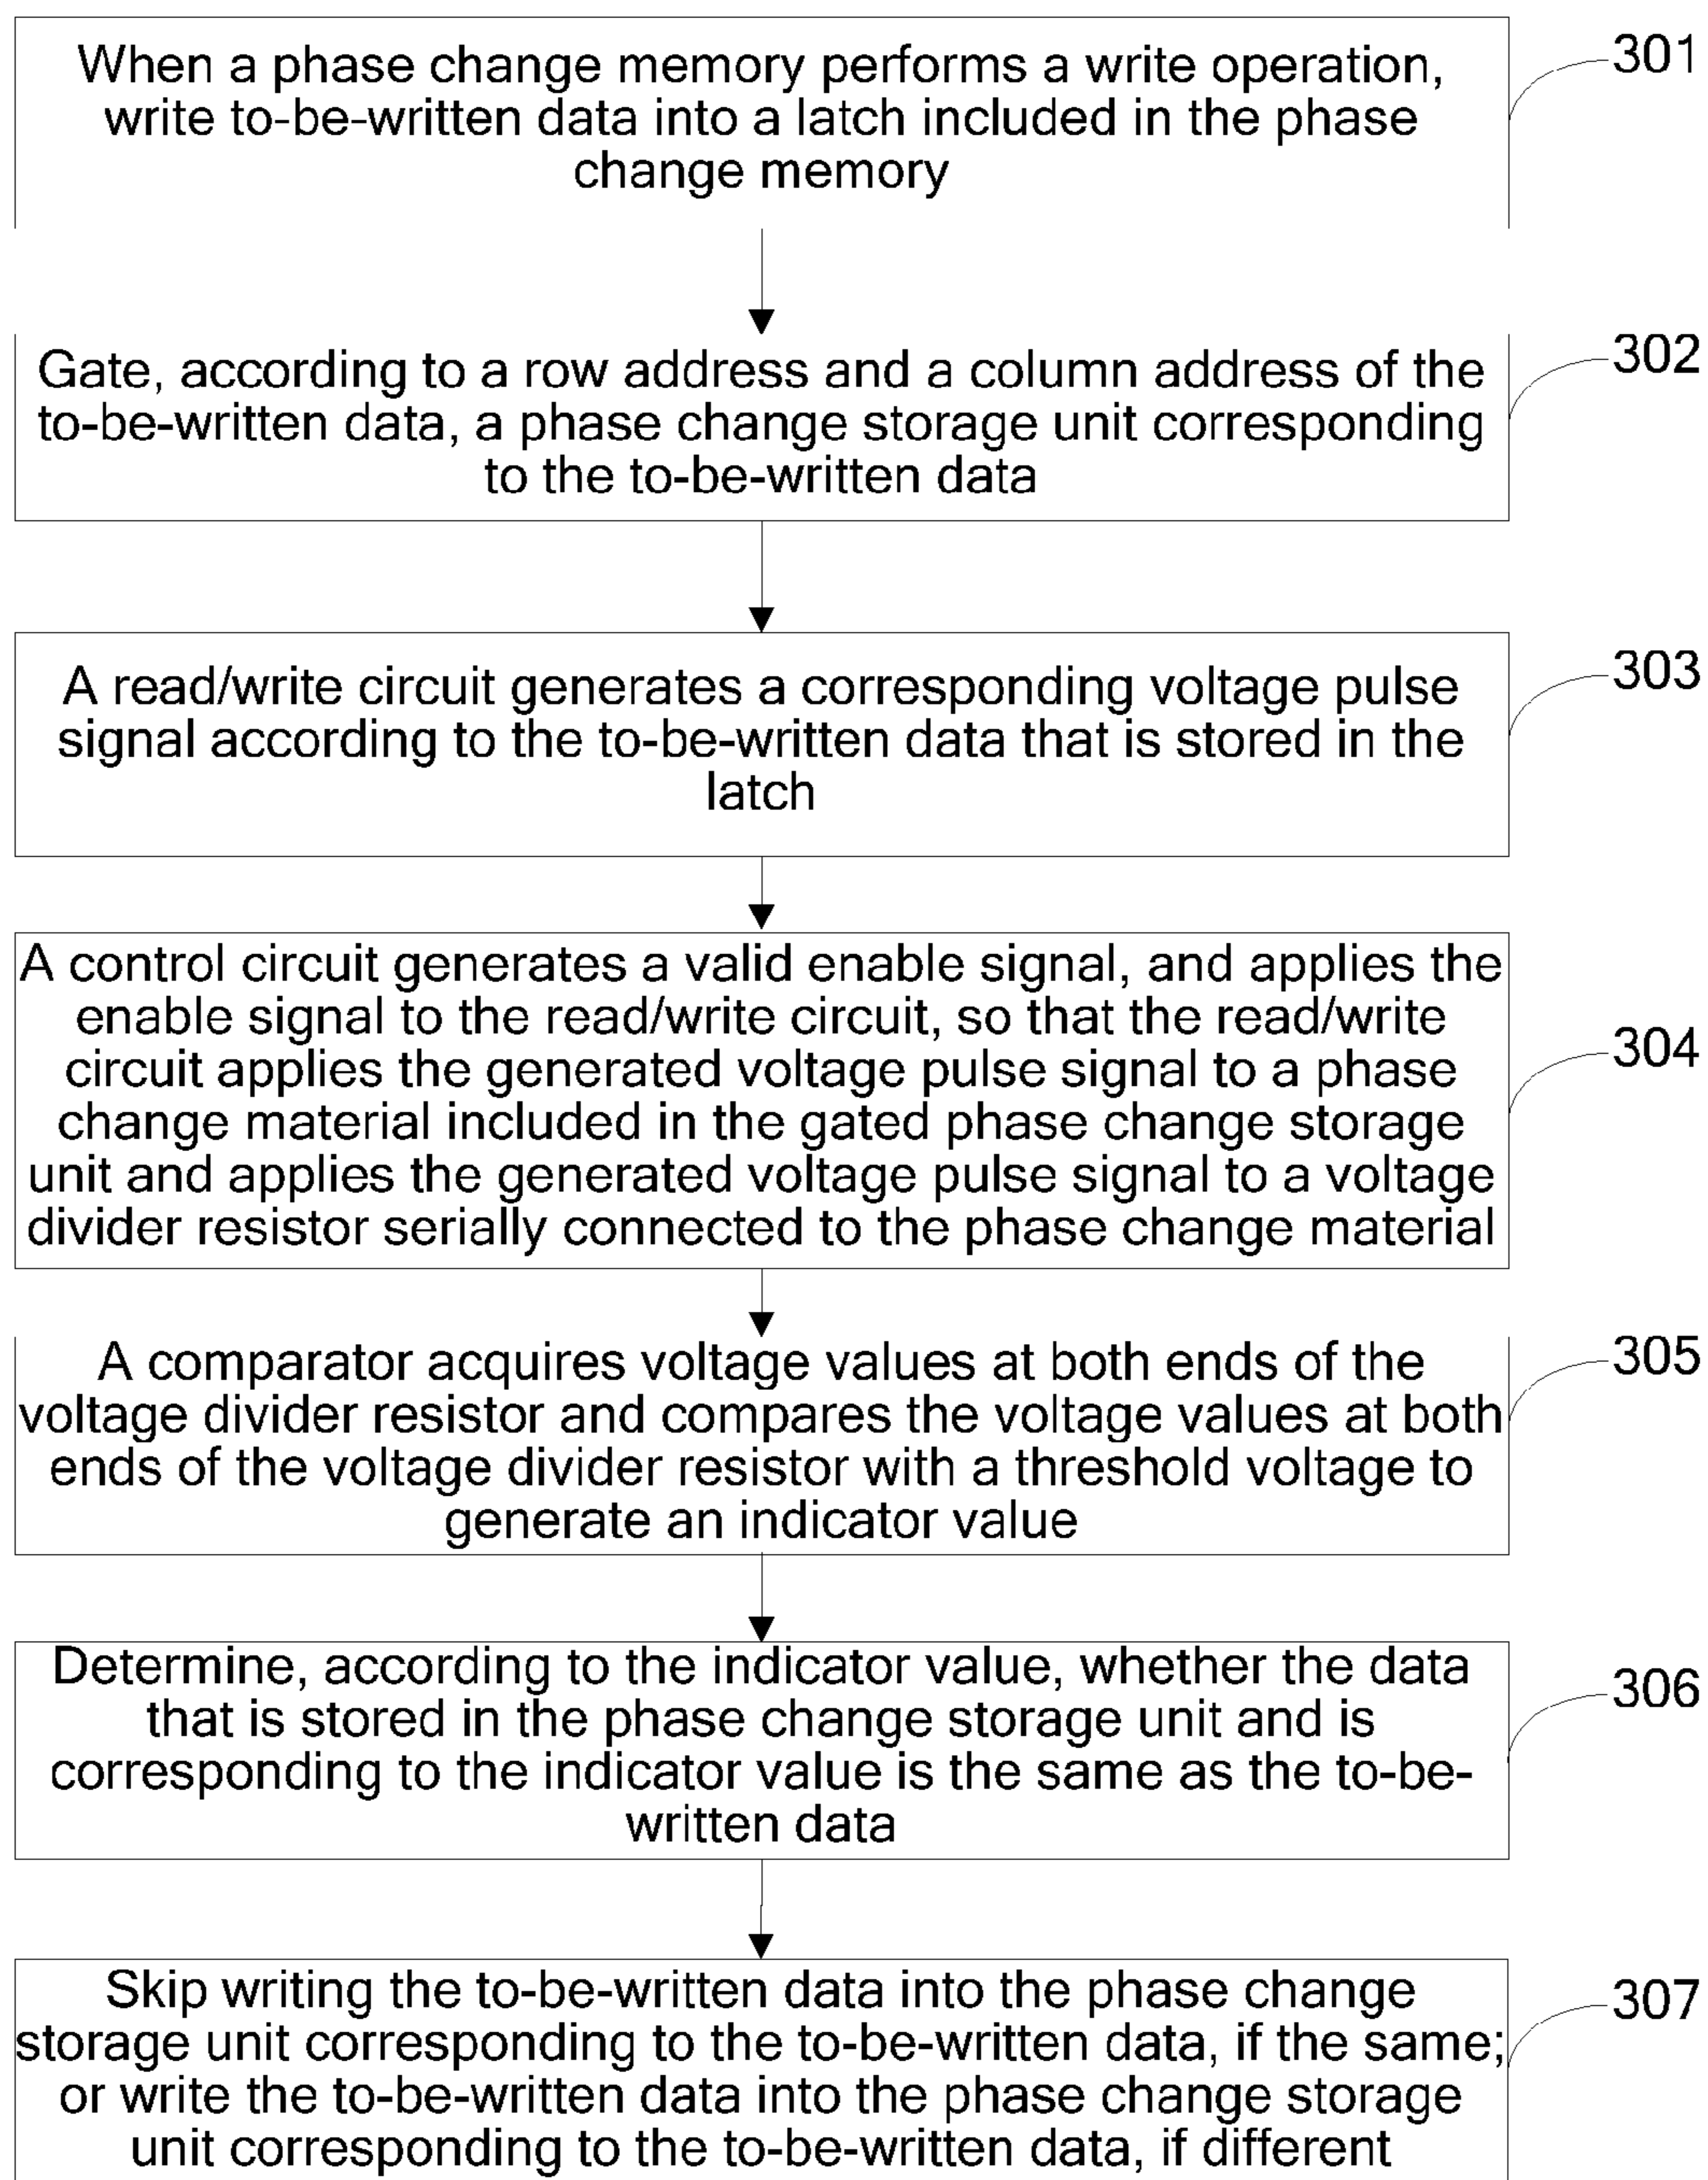 When a phase change memory performs a write operation,
write to-be-written data into a latch included in the phase
change memory
301
Gate, according to a row address and a column address of the
to-be-written data, a phase change storage unit corresponding
to the to-be-written data
302
A read/write circuit generates a corresponding voltage pulse
signal according to the to-be-written data that is stored in the
latch
303
A control circuit generates a valid enable signal, and applies the
enable signal to the read/write circuit, so that the read/write
circuit applies the generated voltage pulse signal to a phase
change material included in the gated phase change storage
unit and applies the generated voltage pulse signal to a voltage
divider resistor serially connected to the phase change material
304
A comparator acquires voltage values at both ends of the
voltage divider resistor and compares the voltage values at both
ends of the voltage divider resistor with a threshold voltage to
generate an indicator value
305
Determine, according to the indicator value, whether the data
that is stored in the phase change storage unit and is
corresponding to the indicator value is the same as the to-be-
written data
306
Skip writing the to-be-written data into the phase change
storage unit corresponding to the to-be-written data, if the same;
or write the to-be-written data into the phase change storage
unit corresponding to the to-be-written data, if different
307